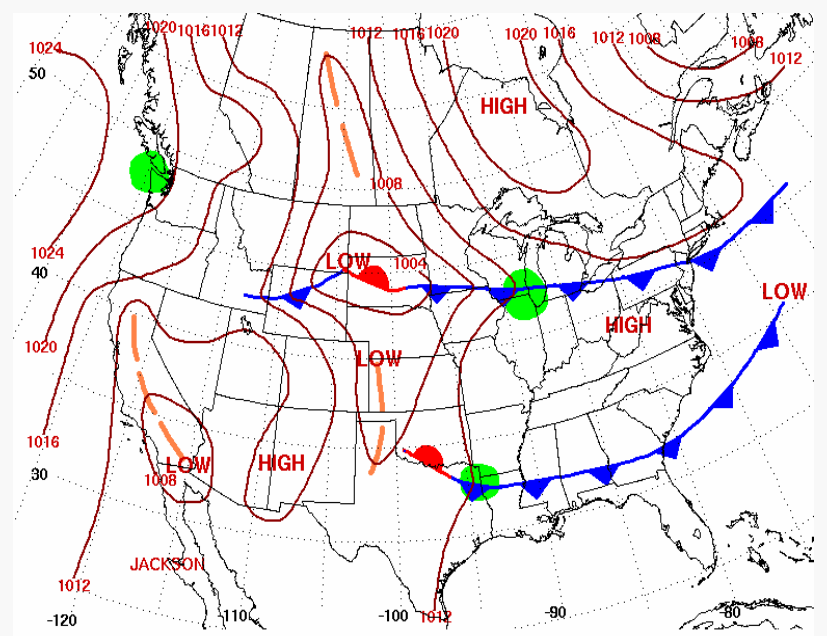 1020 1016 1012 1012 1016 1020 1020 1016 1012 1008 1008
1024
1012
50
HIGH
1008
1024
LOW 1004
40
LOW
HIGH
1020
LOW
1016
LOW HIGH
30
1008
JACKSON
1012
1012
-120 -110 -100 -90 -80